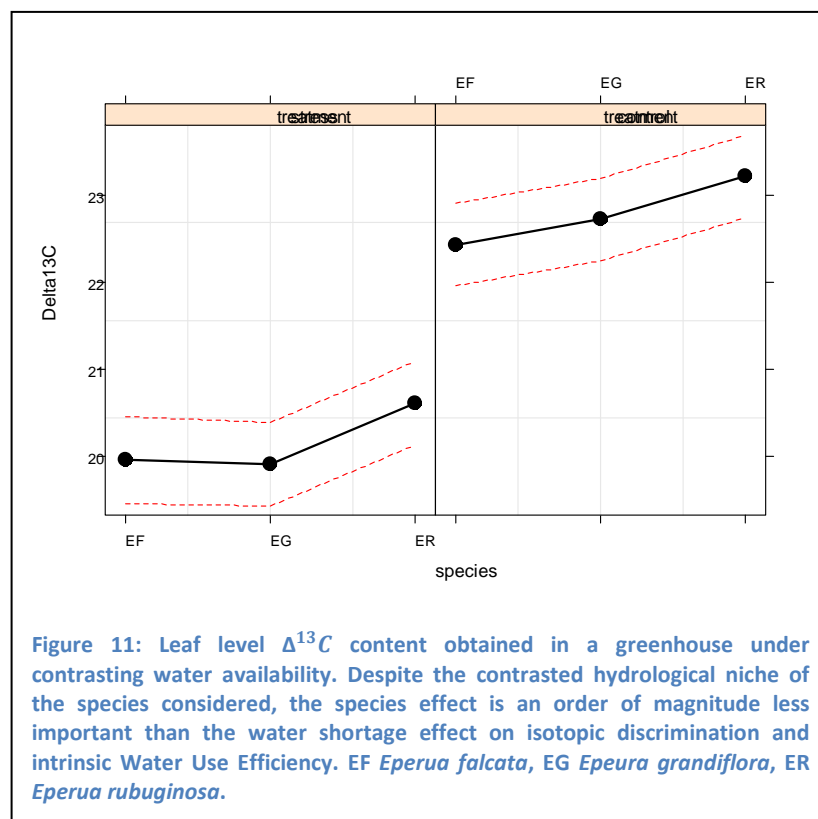 EF EG ER
23
22
21
20
Delta13C
EF EG ER
species
Figure 11: Leaf level Δ¹³C content obtained in a greenhouse under
contrasting water availability. Despite the contrasted hydrological niche of
the species considered, the species effect is an order of magnitude less
important than the water shortage effect on isotopic discrimination and
intrinsic Water Use Efficiency. EF Eperua falcata, EG Epeura grandiflora, ER
Eperua rubuginosa.